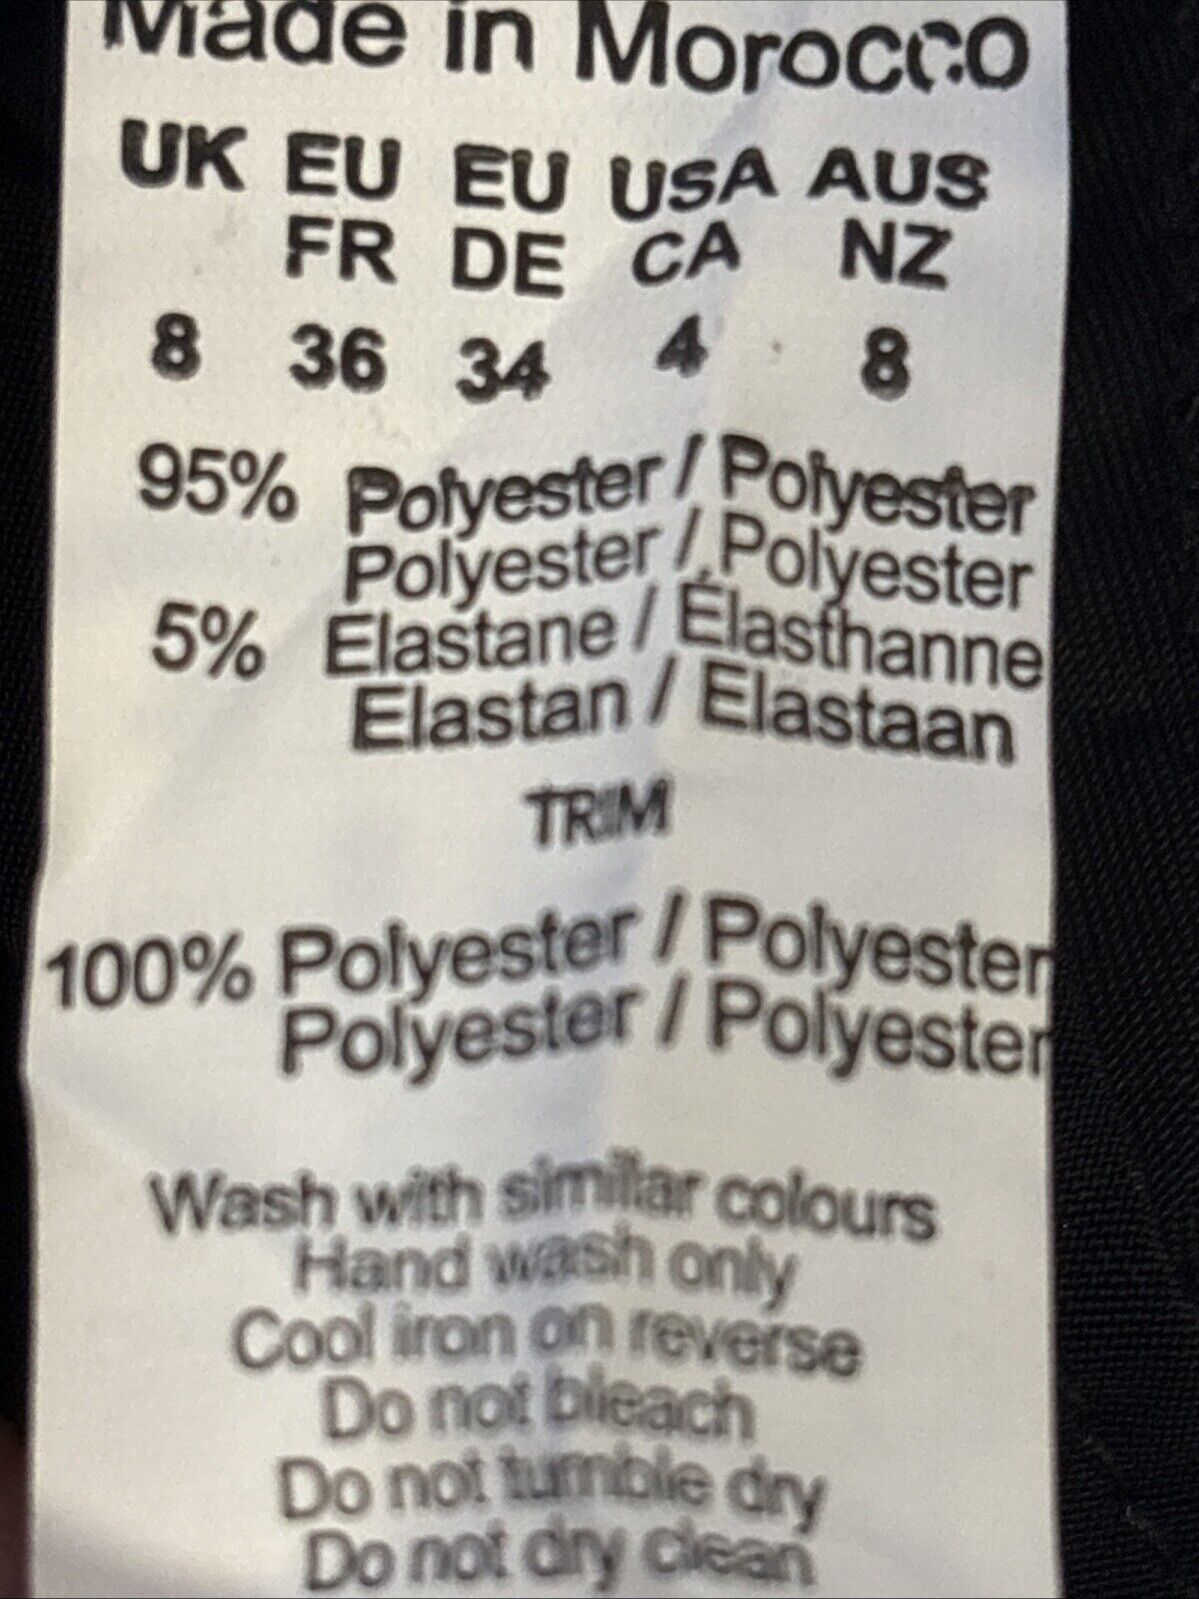 Made in Morocco
UK EU EU USA AUS
FR DE CA NZ
8 36 34 4 8
95% Polyester / Polyester
Polyester / Polyester
5% Elastane / Élasthanne
Elastan / Elastaan
TRIM
100% Polyester / Polyester
Polyester / Polyester
Wash with similar colours
Hand wash only
Cool iron on reverse
Do not bleach
Do not tumble dry
Do not dry clean